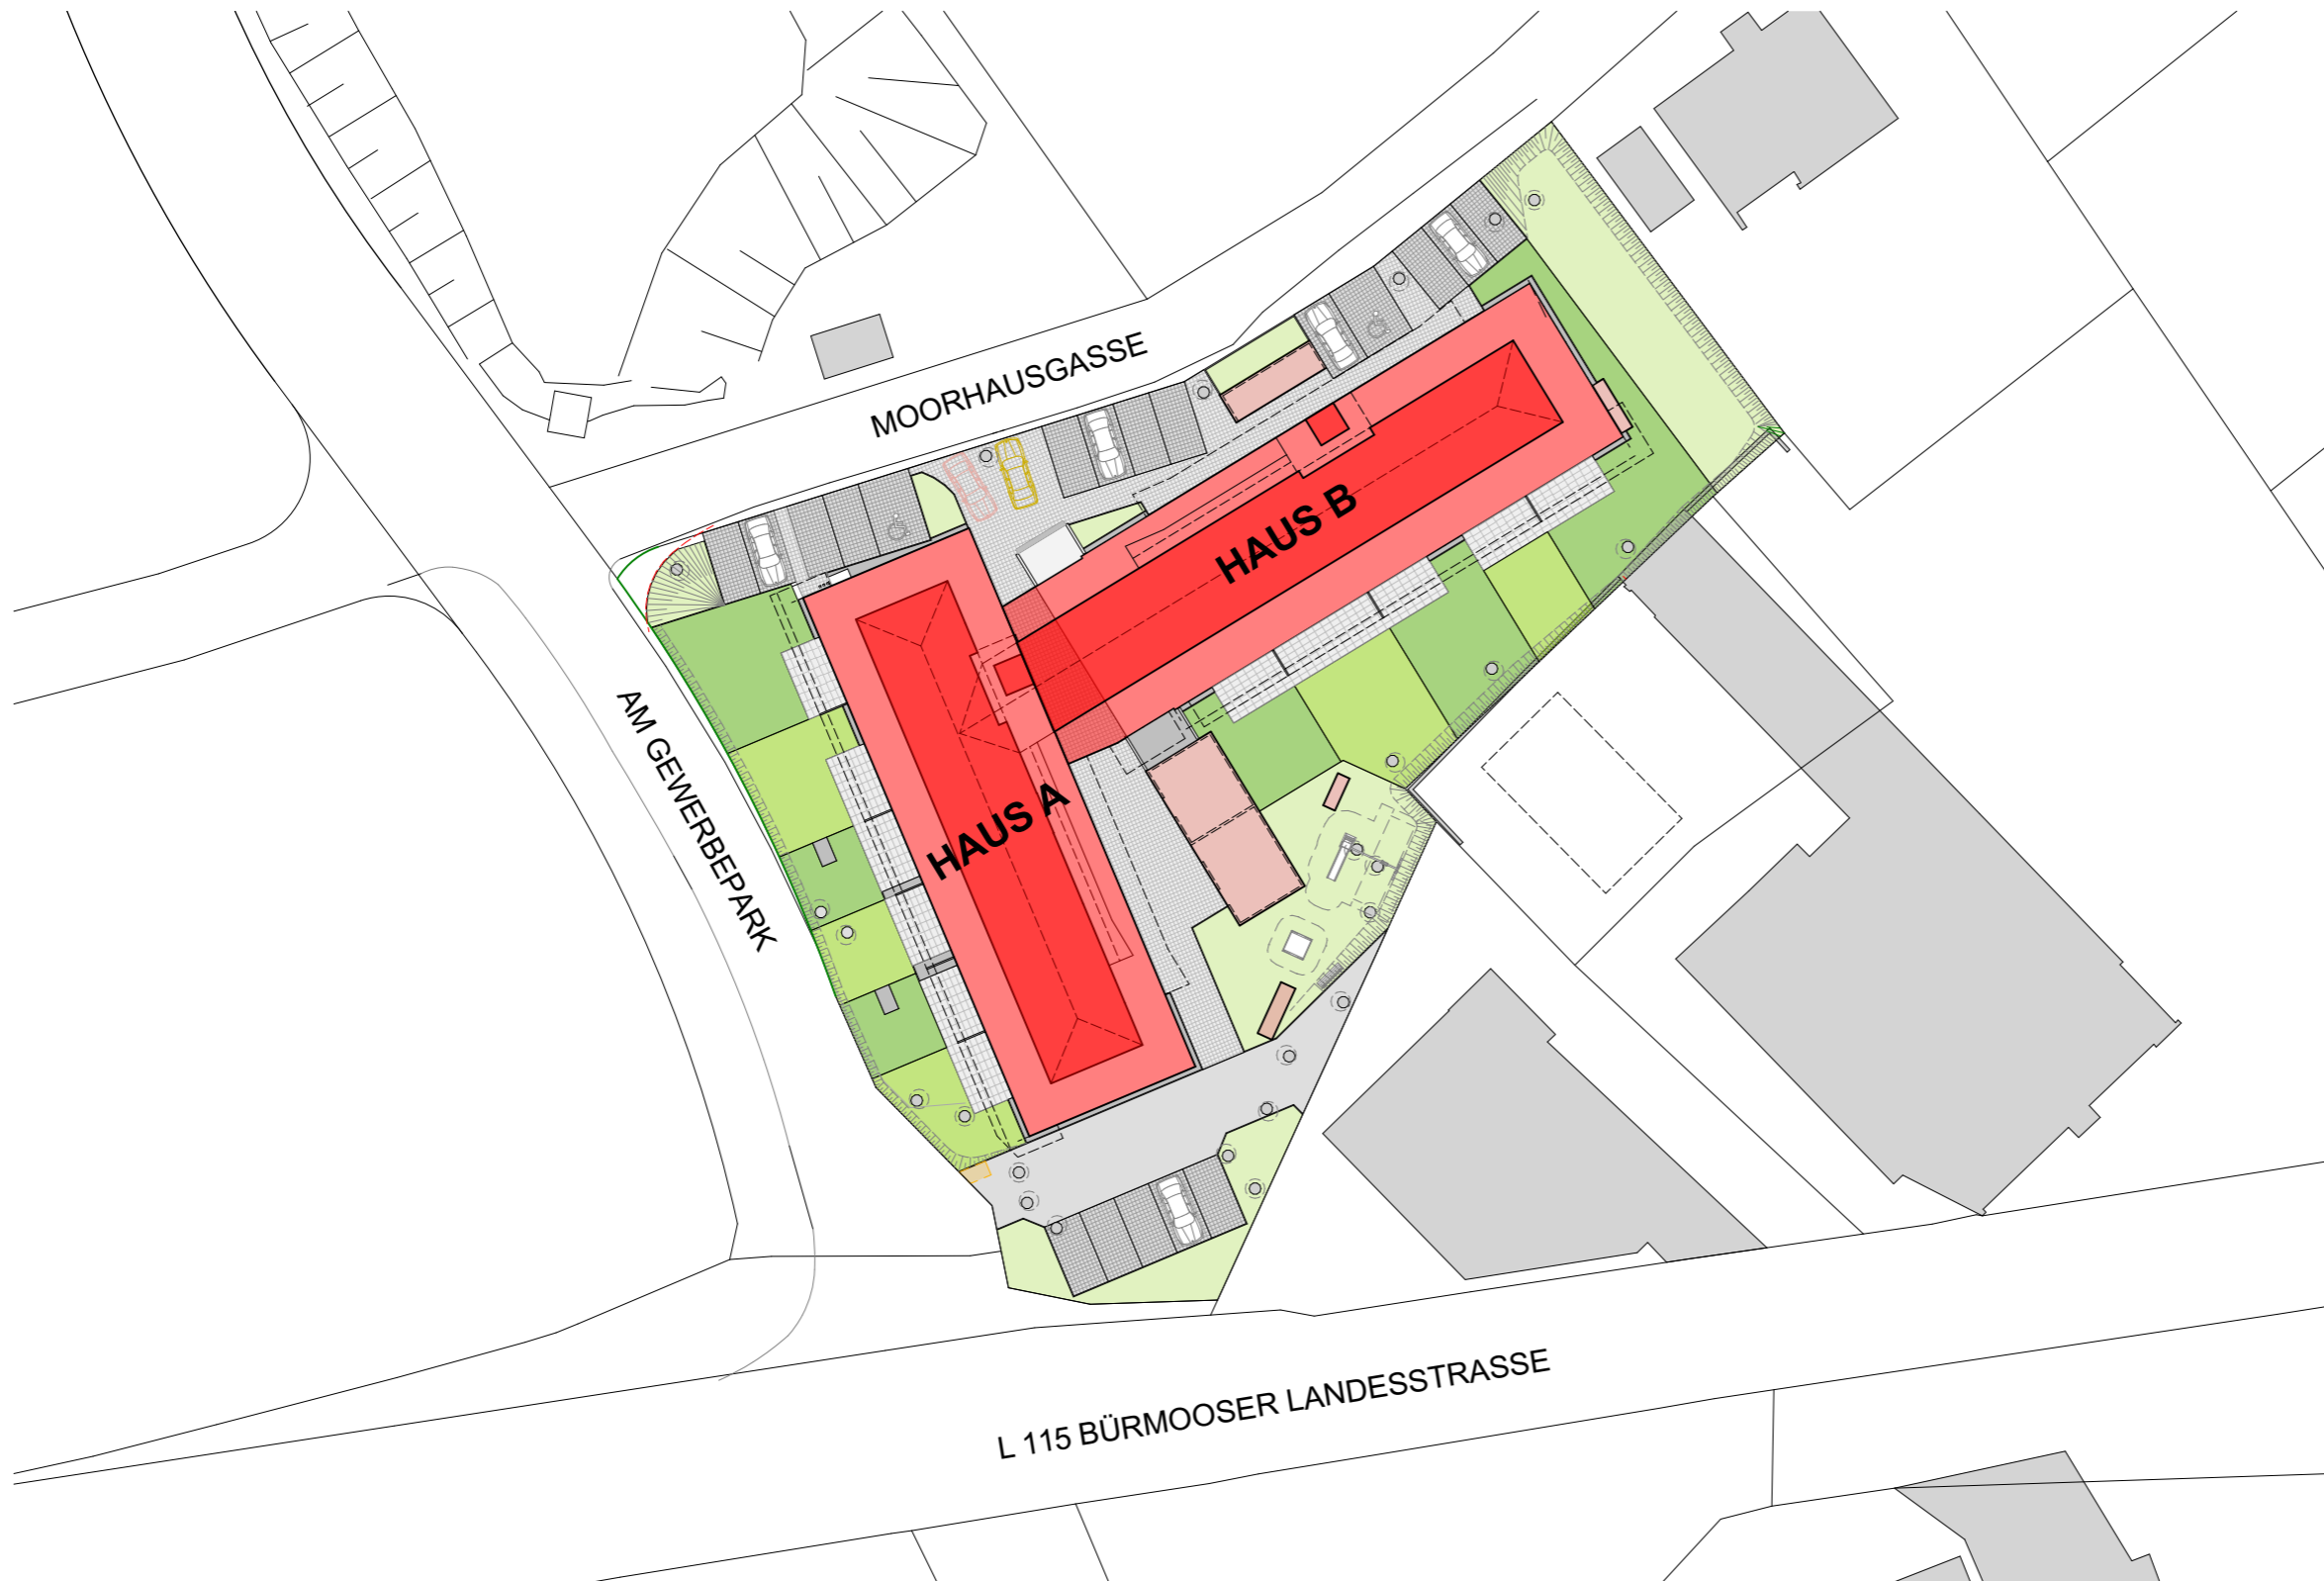 MOORHAUSGASSE
HAUS B
AM GEWERBEPARK
HAUS A
L 115 BÜRMOOSER LANDESSTRASSE